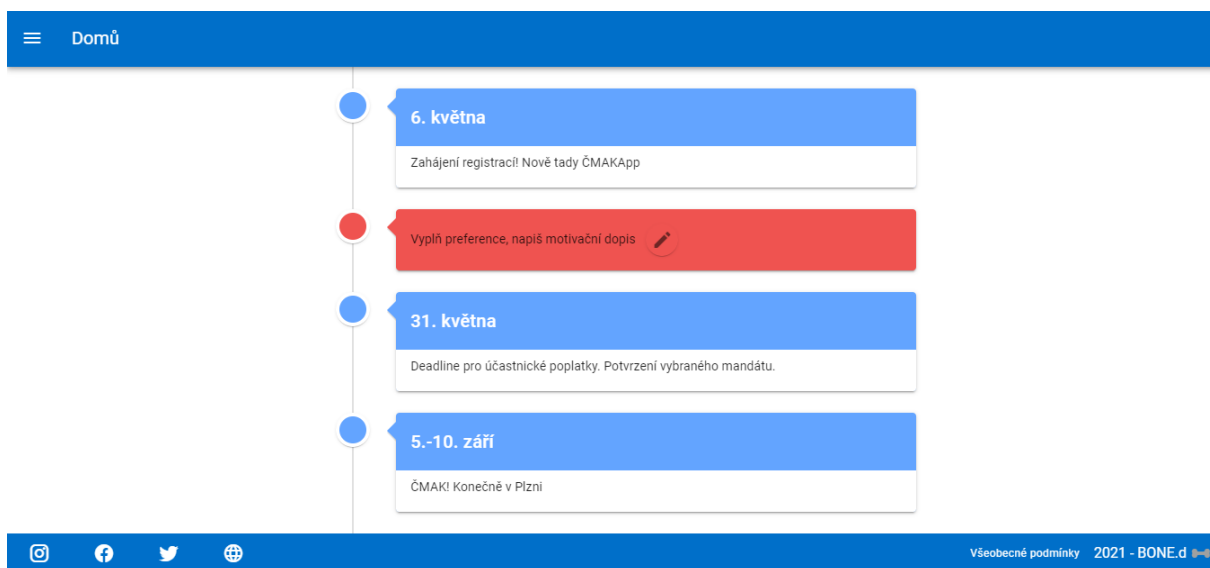 Domů
6. května
Zahájení registrací! Nově tady ČMAKApp
Vyplň preference, napiš motivační dopis
31. května
Deadline pro účastnické poplatky. Potvrzení vybraného mandátu.
5.-10. září
ČMAK! Konečně v Plzni
Všeobecné podmínky 2021 - BONE.d